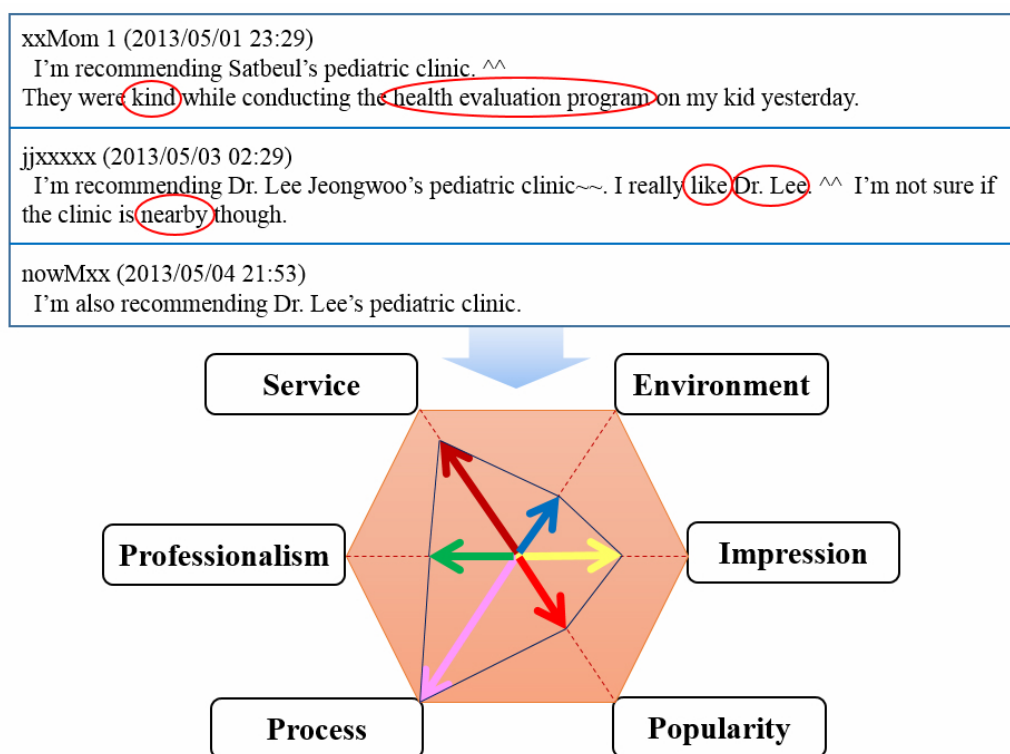 xxMom 1 (2013/05/01 23:29)
I'm recommending Satbeul's pediatric clinic. ^^
They were kind while conducting the health evaluation program on my kid yesterday.
jjxxxxx (2013/05/03 02:29)
I'm recommending Dr. Lee Jeongwoo's pediatric clinic~~. I really like Dr. Lee. ^^ I'm not sure if
the clinic is nearby though.
nowMxx (2013/05/04 21:53)
I'm also recommending Dr. Lee's pediatric clinic.
Service
Environment
Professionalism
Impression
Process
Popularity